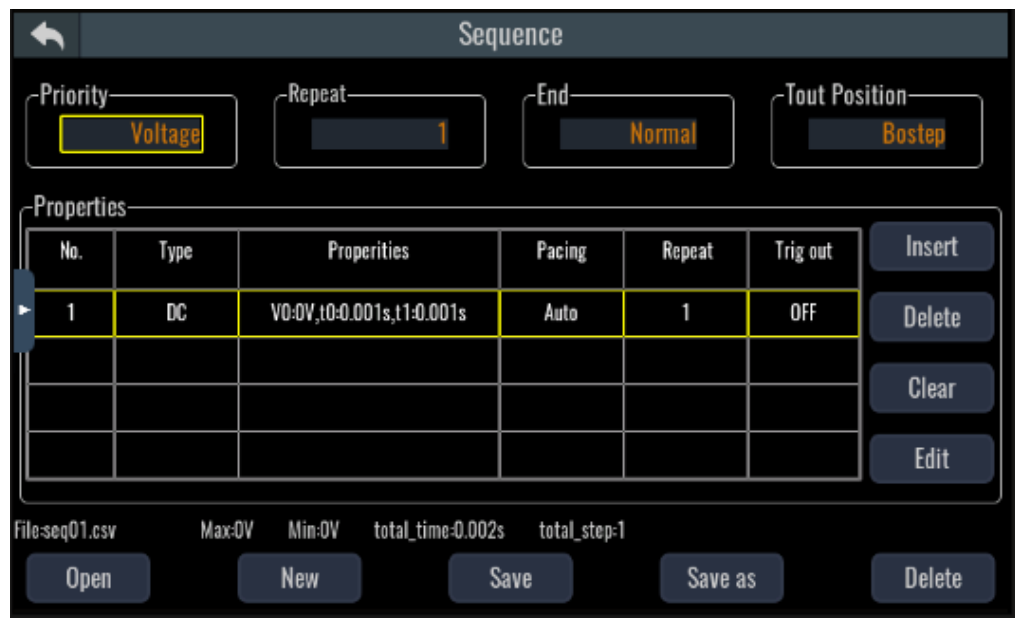 Sequence
Priority Repeat End Tout Position
Voltage 1 Normal Bostep
Properties
No. Type Properities Pacing Repeat Trig out Insert
1 DC V0:0V,t0:0.001s,t1:0.001s Auto 1 OFF Delete
Clear
Edit
File:seq01.csv Max:0V Min:0V total_time:0.002s total_step:1
Open New Save Save as Delete